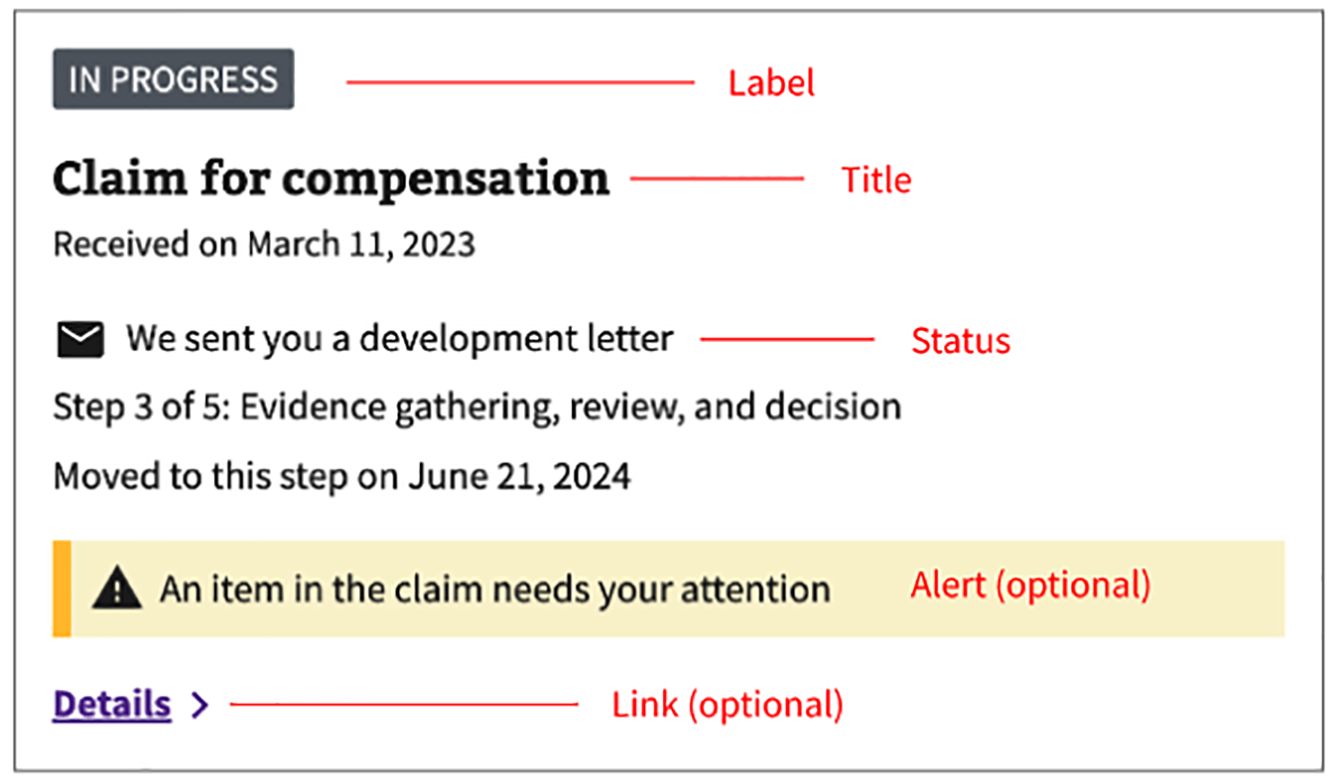 IN PROGRESS Label
Claim for compensation Title
Received on March 11, 2023
We sent you a development letter Status
Step 3 of 5: Evidence gathering, review, and decision
Moved to this step on June 21, 2024
An item in the claim needs your attention Alert (optional)
Details > Link (optional)